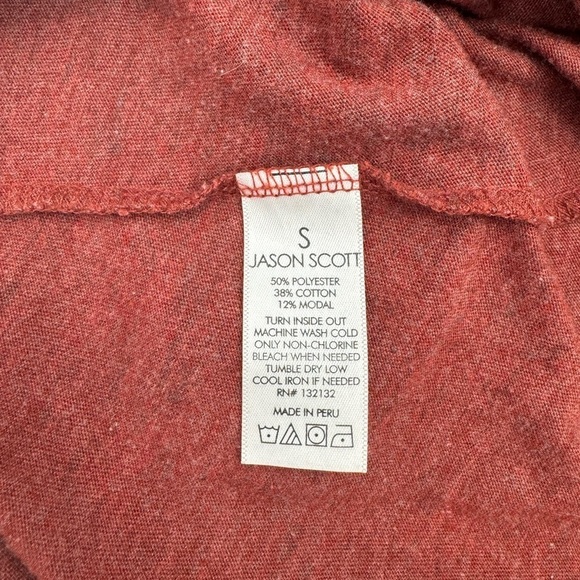 S
JASON SCOTT
50% POLYESTER
38% COTTON
12% MODAL
TURN INSIDE OUT
MACHINE WASH COLD
ONLY NON-CHLORINE
BLEACH WHEN NEEDED
TUMBLE DRY LOW
COOL IRON IF NEEDED
RN# 132132
MADE IN PERU